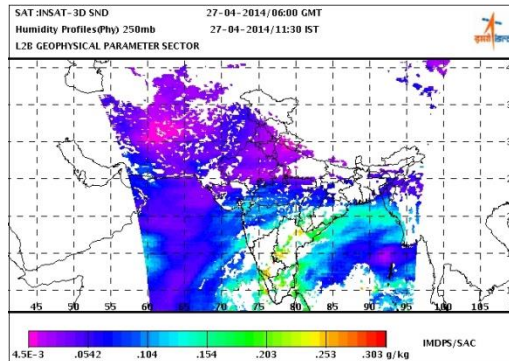 SAT :INSAT-3D SND 27-04-2014/06:00 GMT
Humidity Profiles(Phy) 250mb 27-04-2014/11:30 IST
L2B GEOPHYSICAL PARAMETER SECTOR
45 50 55 60 65 70 75 80 85 90 95 100 105
4.5E-3 .0542 .104 .154 .203 .253 .303 g/kg IMDPS/SAC